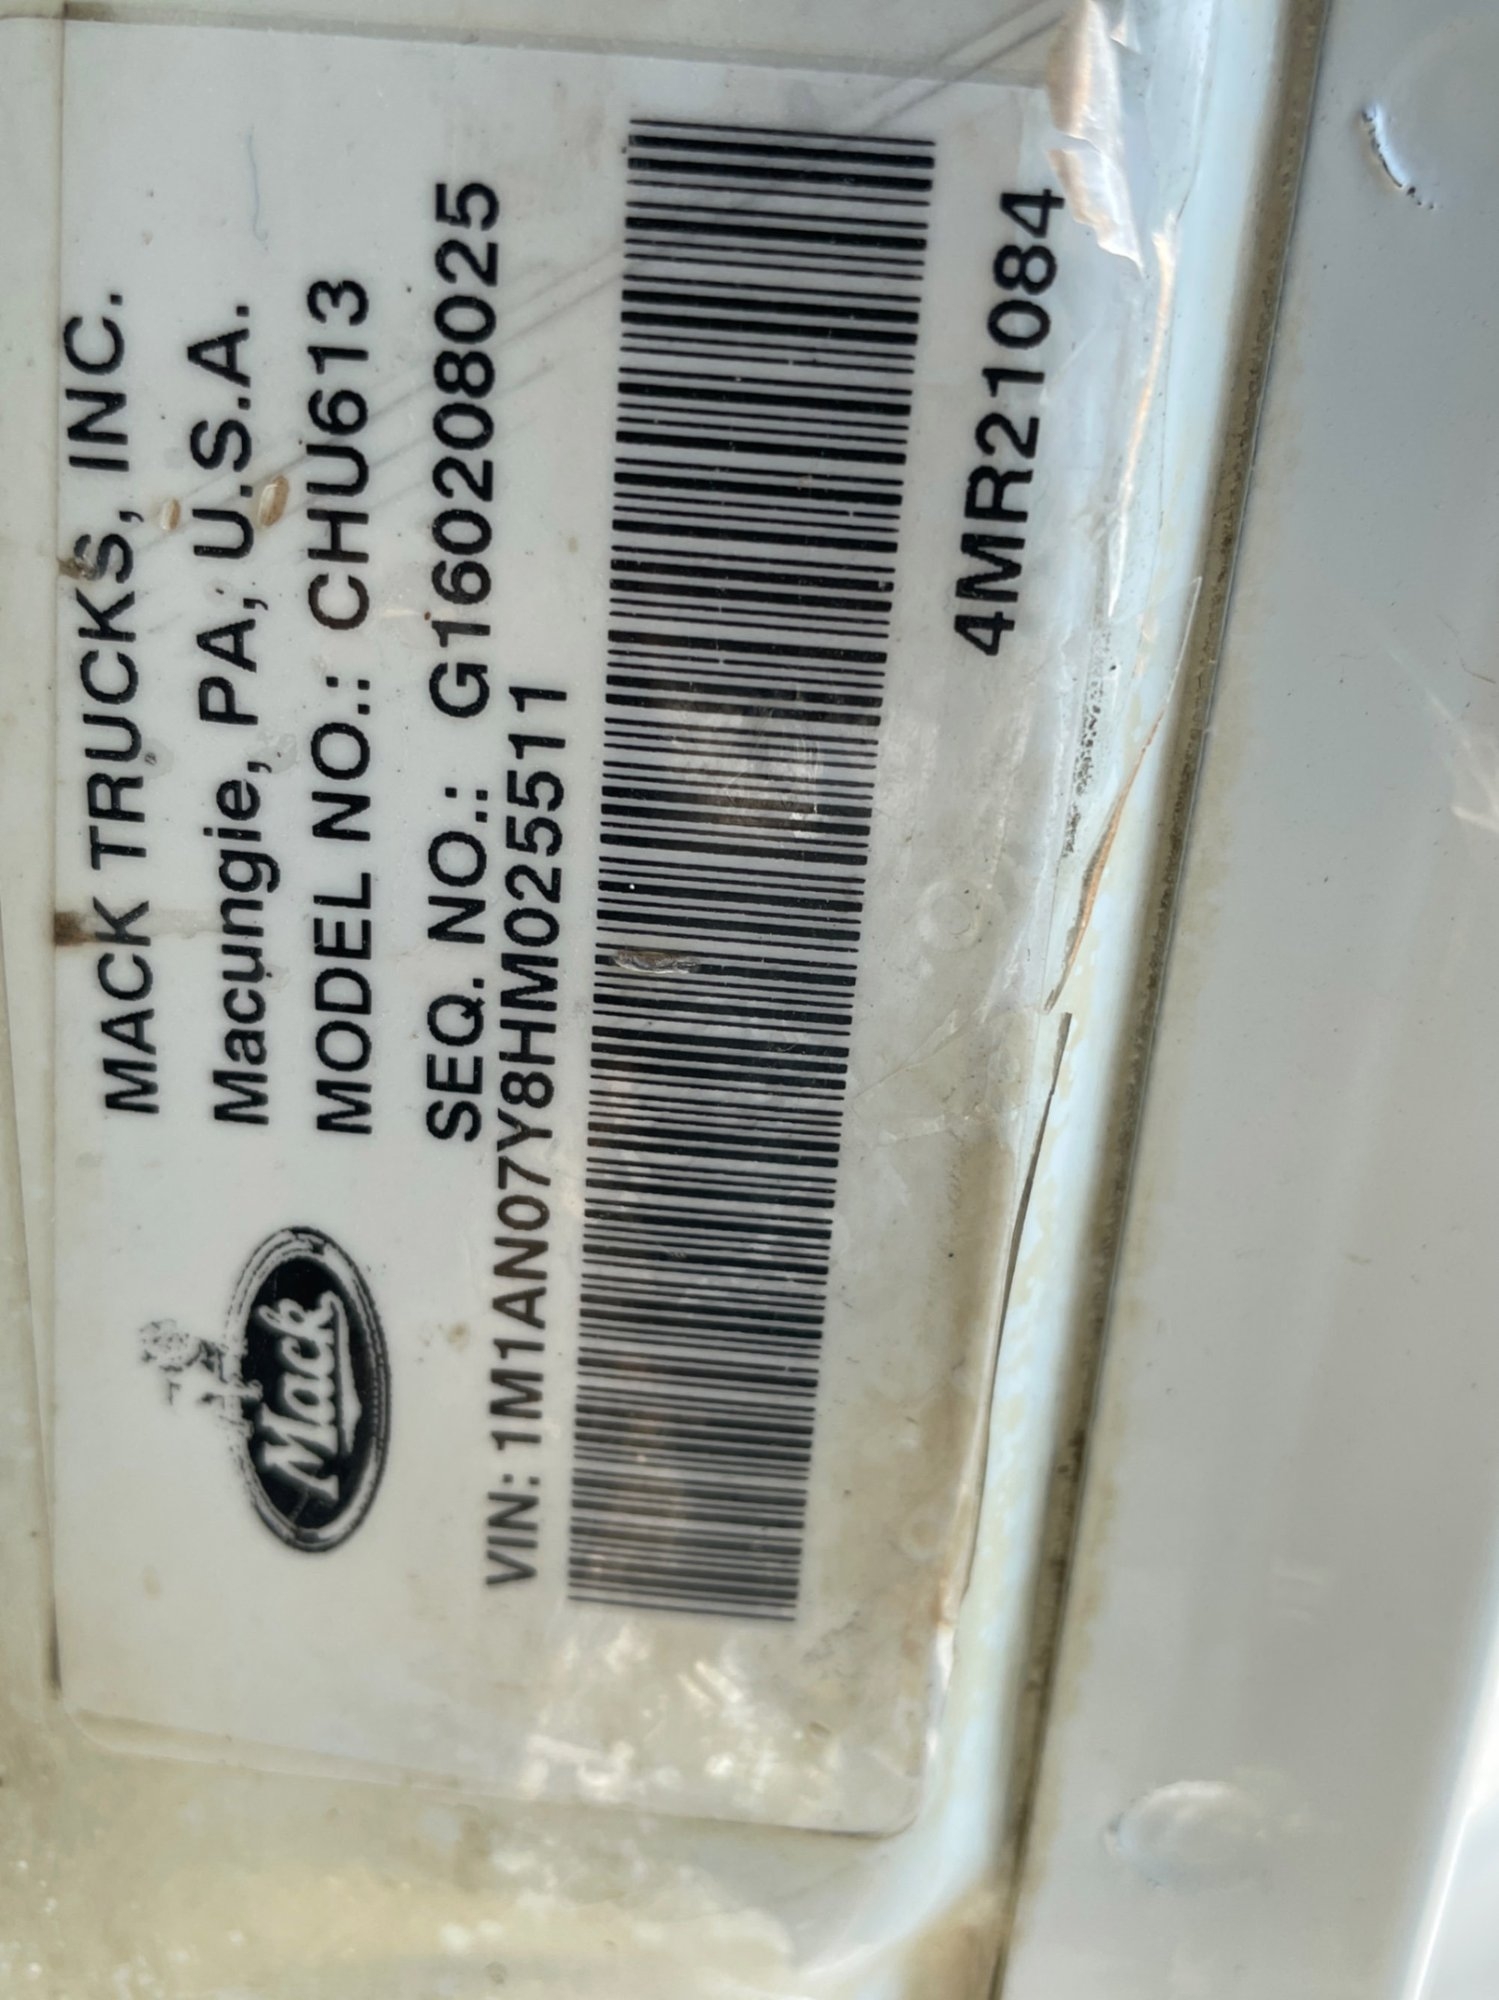 MACK TRUCKS, INC.
Macungie, PA, U.S.A.
MODEL NO.: CHU613
SEQ. NO.: G160208025
Mack
VIN: 1M1AN07Y8HM025511
4MR21084